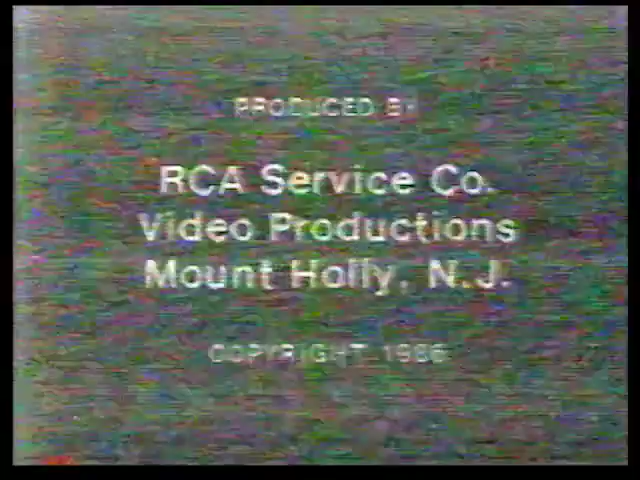 PRODUCED BY
RCA Service Co.
Video Productions
Mount Holly, N.J.
COPYRIGHT 1986